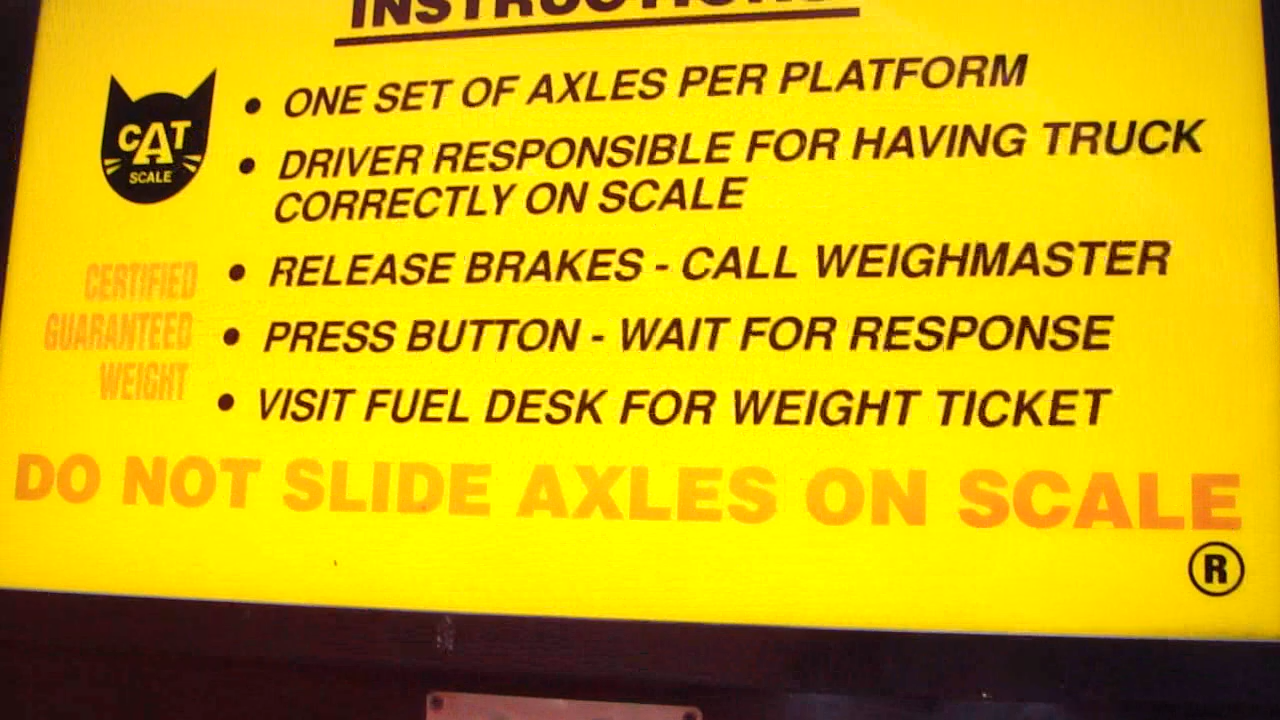 INSTRUCTIONS
• ONE SET OF AXLES PER PLATFORM
CAT
SCALE
• DRIVER RESPONSIBLE FOR HAVING TRUCK
CORRECTLY ON SCALE
• RELEASE BRAKES - CALL WEIGHMASTER
• PRESS BUTTON - WAIT FOR RESPONSE
• VISIT FUEL DESK FOR WEIGHT TICKET
CERTIFIED
GUARANTEED
WEIGHT
DO NOT SLIDE AXLES ON SCALE
®